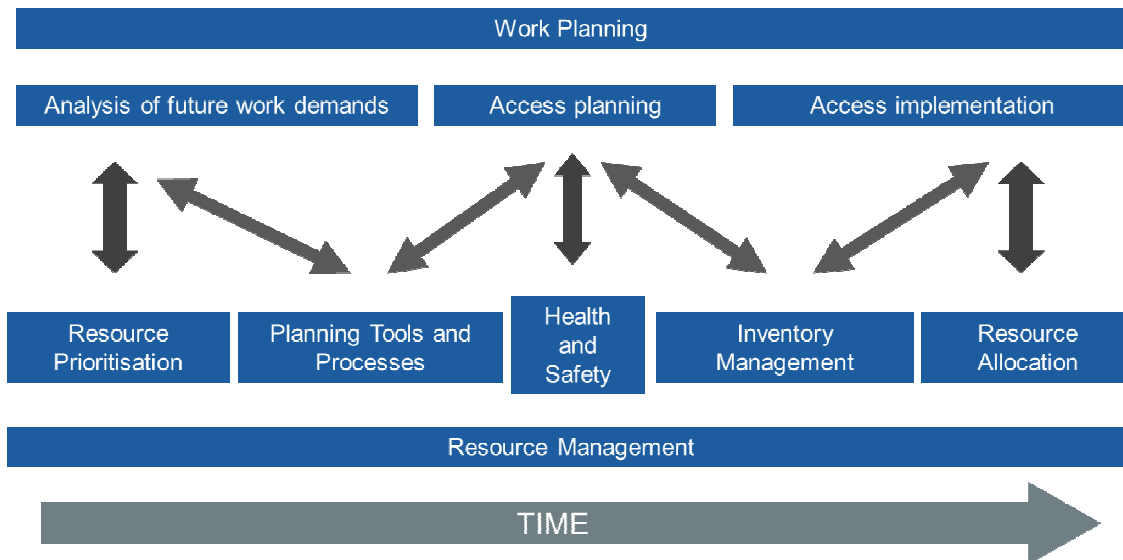 Work Planning
Analysis of future work demands
Access planning
Access implementation
Resource
Prioritisation
Planning Tools and
Processes
Health
and
Safety
Inventory
Management
Resource
Allocation
Resource Management
TIME